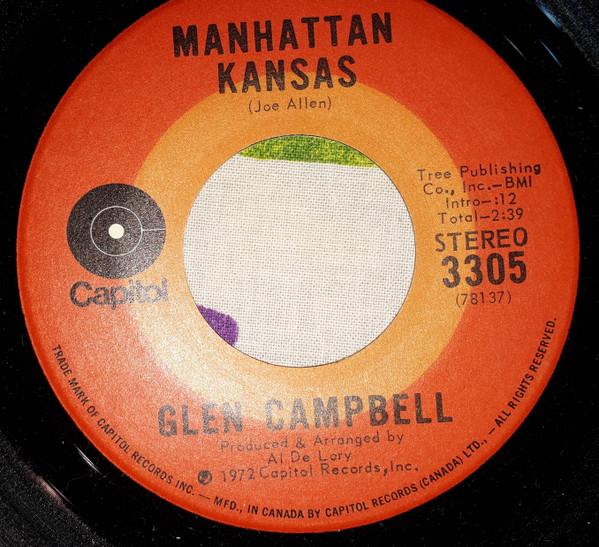 MANHATTAN
KANSAS
(Joe Allen)
Tree Publishing
Co., Inc.—BMI
Intro—:12
Total—2:39
STEREO
3305
(78137)
Capitol
GLEN CAMPBELL
Produced & Arranged by
Al De Lory
℗ 1972 Capitol Records, Inc.
TRADE MARK OF CAPITOL RECORDS INC. — MFD., IN CANADA BY CAPITOL RECORDS (CANADA) LTD., — ALL RIGHTS RESERVED.